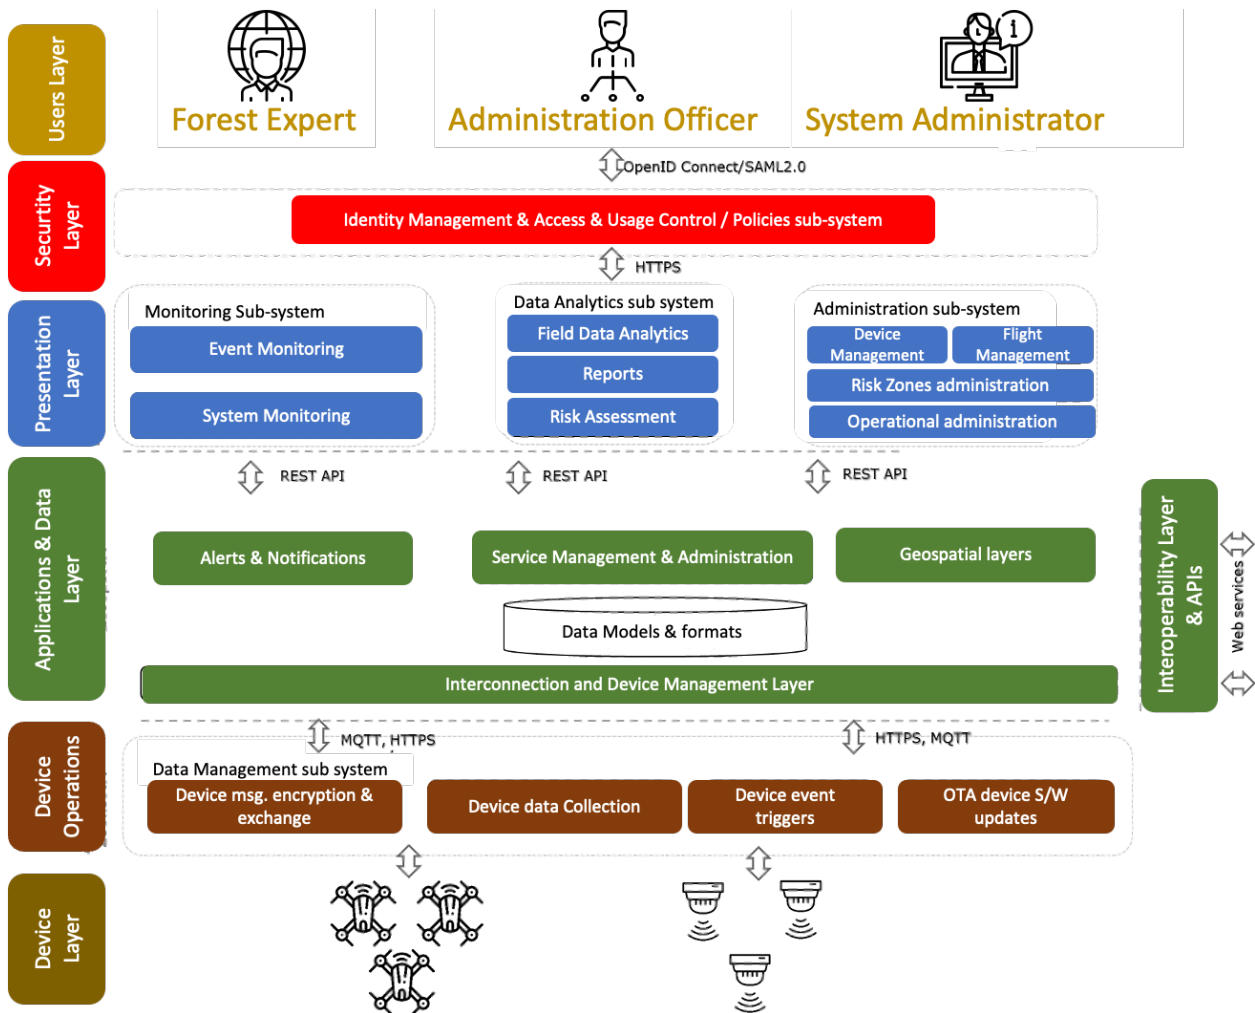 Users Layer
Forest Expert
Administration Officer
System Administrator
i
OpenID Connect/SAML2.0
Securtity
Layer
Identity Management & Access & Usage Control / Policies sub-system
HTTPS
Presentation
Layer
Monitoring Sub-system
Event Monitoring
System Monitoring
Data Analytics sub system
Field Data Analytics
Reports
Risk Assessment
Administration sub-system
Device
Management
Flight
Management
Risk Zones administration
Operational administration
REST API
REST API
REST API
Applications & Data
Layer
Alerts & Notifications
Service Management & Administration
Geospatial layers
Data Models & formats
Interconnection and Device Management Layer
Interoperability Layer
& APIs
Web services
MQTT, HTTPS
HTTPS, MQTT
Device
Operations
Data Management sub system
Device msg. encryption &
exchange
Device data Collection
Device event
triggers
OTA device S/W
updates
Device
Layer